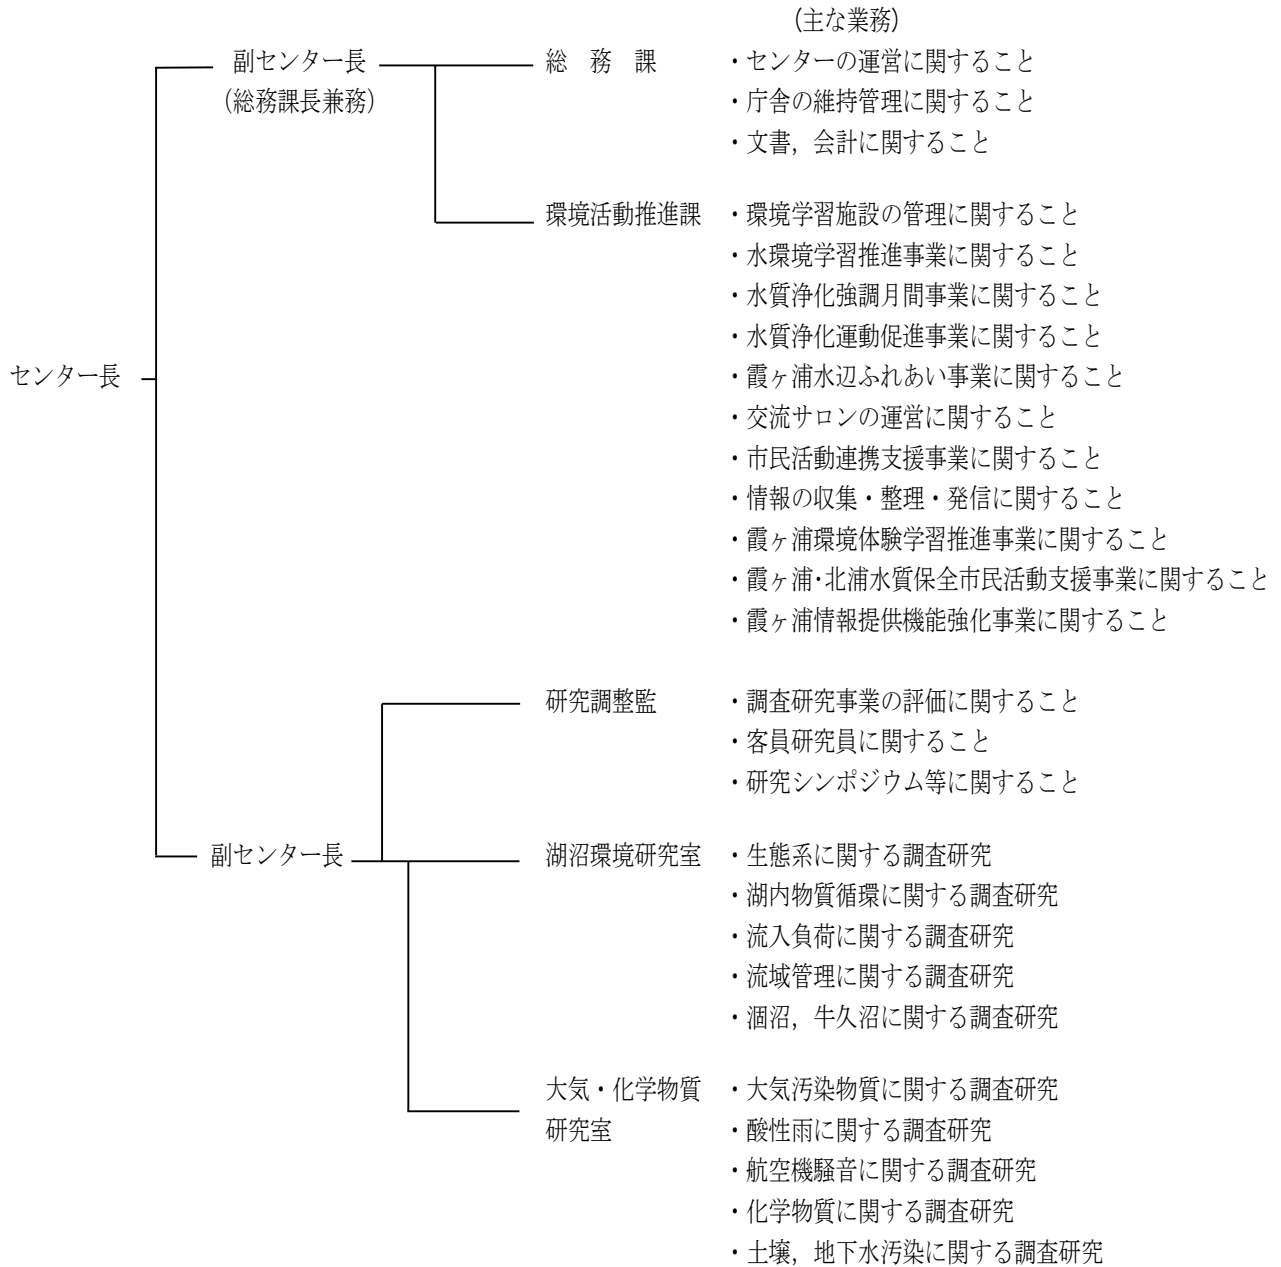 （主な業務）
副センター長　総　務　課　・センターの運営に関すること
（総務課長兼務）　・庁舎の維持管理に関すること
・文書，会計に関すること
環境活動推進課　・環境学習施設の管理に関すること
・水環境学習推進事業に関すること
・水質浄化強調月間事業に関すること
・水質浄化運動促進事業に関すること
センター長　・霞ヶ浦水辺ふれあい事業に関すること
・交流サロンの運営に関すること
・市民活動連携支援事業に関すること
・情報の収集・整理・発信に関すること
・霞ヶ浦環境体験学習推進事業に関すること
・霞ヶ浦・北浦水質保全市民活動支援事業に関すること
・霞ヶ浦情報提供機能強化事業に関すること
研究調整監　・調査研究事業の評価に関すること
・客員研究員に関すること
・研究シンポジウム等に関すること
副センター長　湖沼環境研究室　・生態系に関する調査研究
・湖内物質循環に関する調査研究
・流入負荷に関する調査研究
・流域管理に関する調査研究
・涸沼，牛久沼に関する調査研究
大気・化学物質　・大気汚染物質に関する調査研究
研究室　・酸性雨に関する調査研究
・航空機騒音に関する調査研究
・化学物質に関する調査研究
・土壌，地下水汚染に関する調査研究